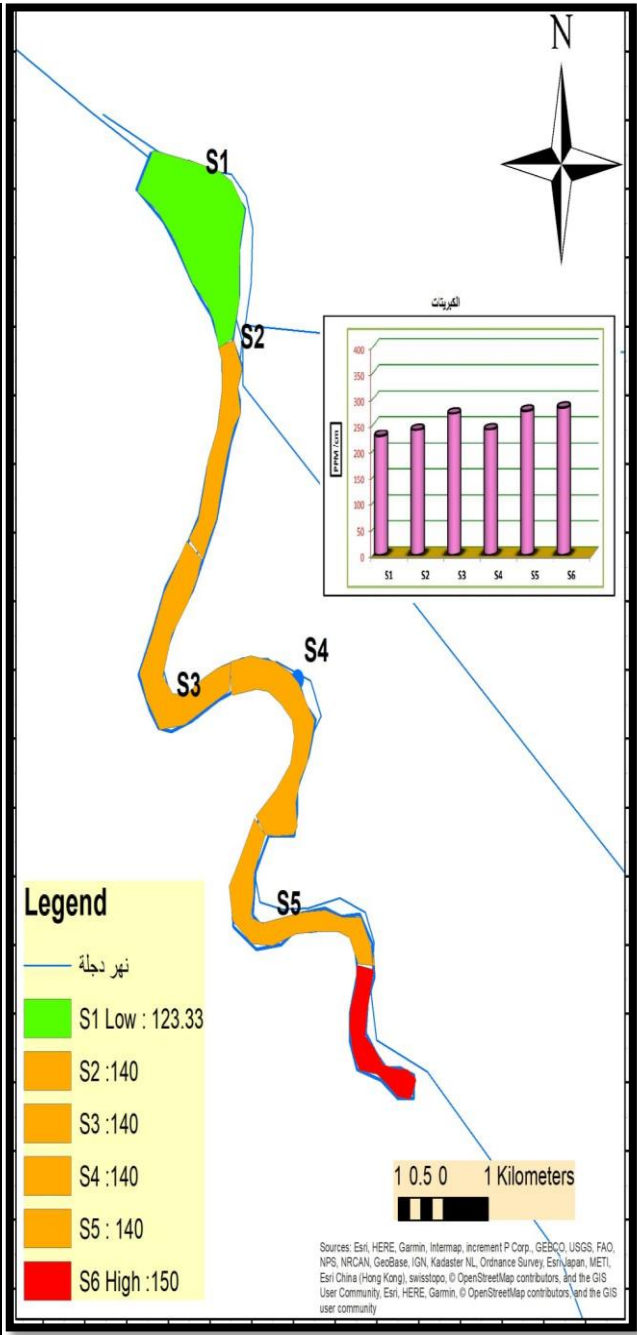 N
S1
S2
الكبريتات
PPM /cm
400
350
300
250
200
150
100
50
0
S1 S2 S3 S4 S5 S6
S4
S3
S5
Legend
نهر دجلة
S1 Low : 123.33
S2 :140
S3 :140
S4 :140
S5 : 140
S6 High :150
1 0.5 0 1 Kilometers
Sources: Esri, HERE, Garmin, Intermap, increment P Corp., GEBCO, USGS, FAO,
NPS, NRCAN, GeoBase, IGN, Kadaster NL, Ordnance Survey, Esri Japan, METI,
Esri China (Hong Kong), swisstopo, © OpenStreetMap contributors, and the GIS
User Community, Esri, HERE, Garmin, © OpenStreetMap contributors, and the GIS
user community